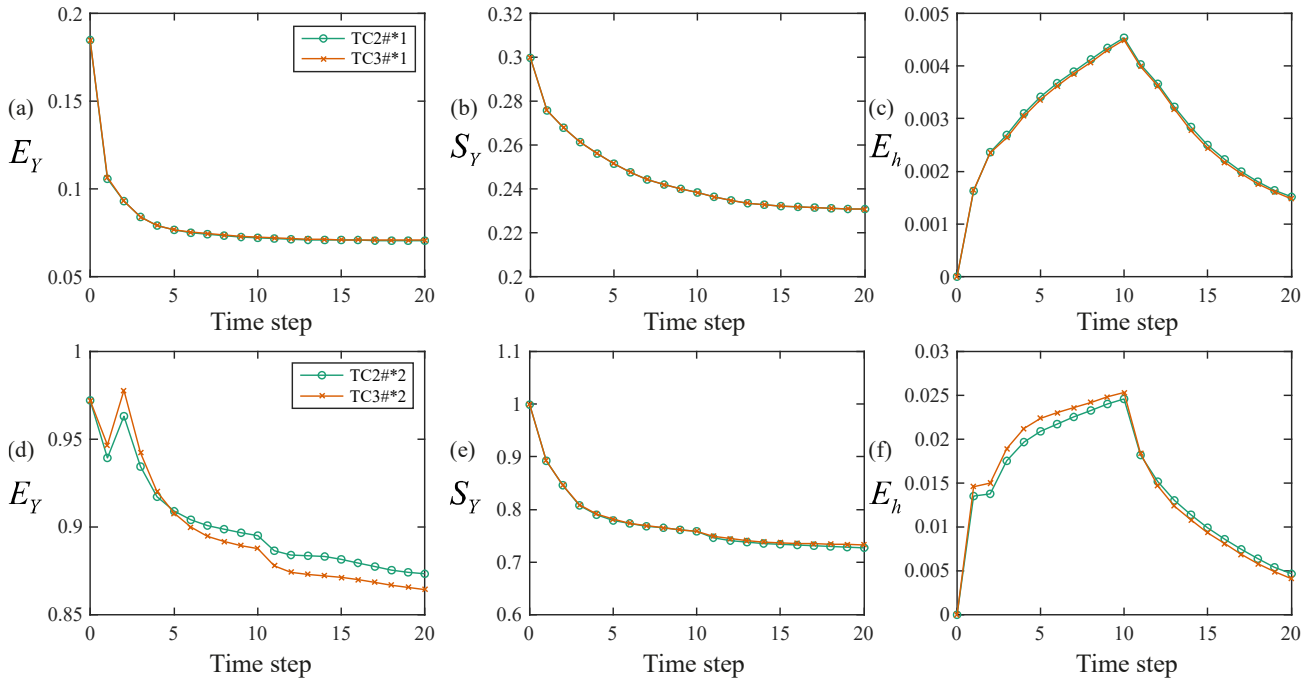 0.2
0.15
0.1
0.05
(a)
E_Y
TC2#*1
TC3#*1
0 5 10 15 20
Time step
0.32
0.3
0.28
0.26
0.24
0.22
0.2
(b)
S_Y
0 5 10 15 20
Time step
0.005
0.004
0.003
0.002
0.001
0
(c)
E_h
0 5 10 15 20
Time step
1
0.95
0.9
0.85
(d)
E_Y
TC2#*2
TC3#*2
0 5 10 15 20
Time step
1.1
1
0.9
0.8
0.7
0.6
(e)
S_Y
0 5 10 15 20
Time step
0.03
0.025
0.02
0.015
0.01
0.005
0
(f)
E_h
0 5 10 15 20
Time step